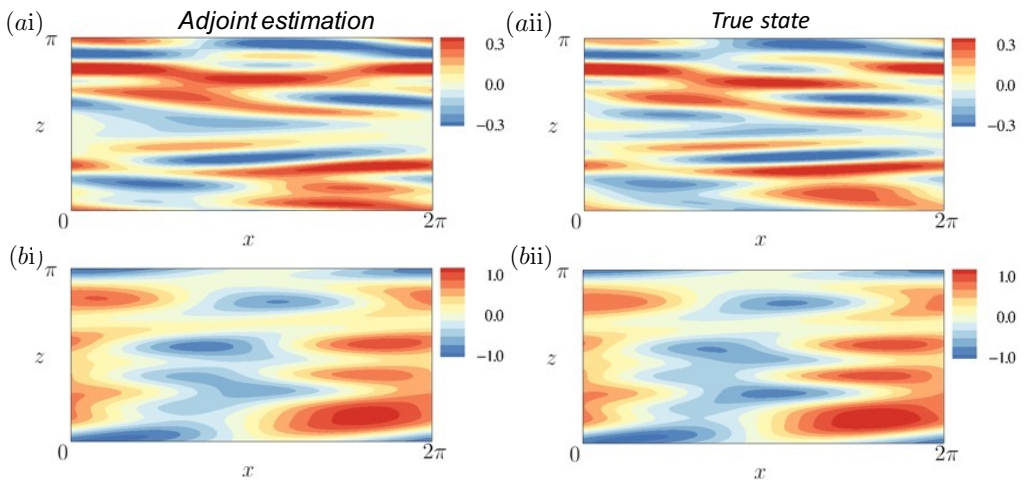 (ai) Adjoint estimation (aii) True state
π 0.3 0.3
z 0.0 z 0.0
−0.3 −0.3
0 x 2π 0 x 2π
(bi) (bii)
π 1.0 π 1.0
z 0.0 z 0.0
−1.0 −1.0
0 x 2π 0 x 2π